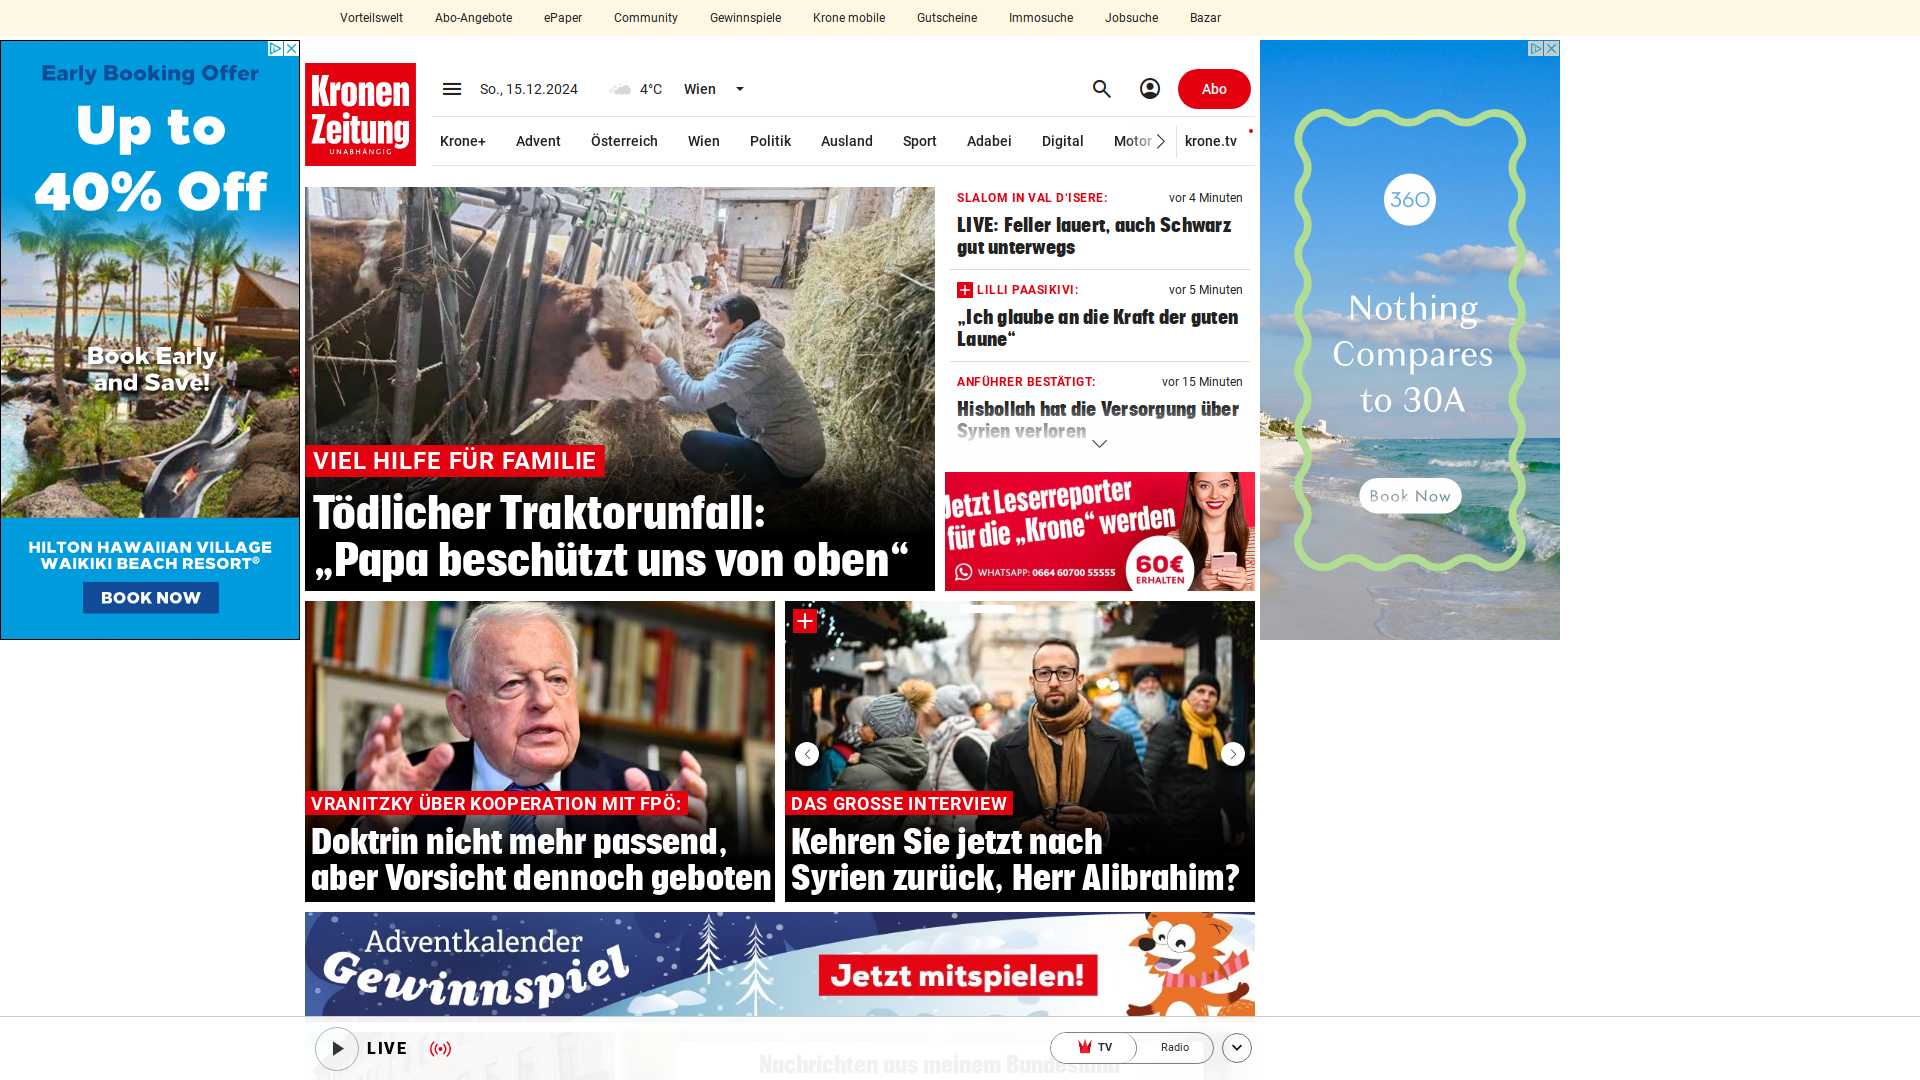 Vorteilswelt Abo-Angebote ePaper Community Gewinnspiele Krone mobile Gutscheine Immosuche Jobsuche Bazar
Early Booking Offer
Up to
40% Off
Book Early
and Save!
HILTON HAWAIIAN VILLAGE
WAIKIKI BEACH RESORT®
BOOK NOW
Kronen
Zeitung
UNABHÄNGIG
So., 15.12.2024 4°C Wien
Abo
Krone+ Advent Österreich Wien Politik Ausland Sport Adabei Digital Motor krone.tv
VIEL HILFE FÜR FAMILIE
Tödlicher Traktorunfall:
„Papa beschützt uns von oben“
SLALOM IN VAL D'ISERE: vor 4 Minuten
LIVE: Feller lauert, auch Schwarz
gut unterwegs
LILLI PAASIKIVI: vor 5 Minuten
„Ich glaube an die Kraft der guten
Laune“
ANFÜHRER BESTÄTIGT: vor 15 Minuten
Hisbollah hat die Versorgung über
Syrien verloren
Jetzt Leserreporter
für die „Krone“ werden
WHATSAPP: 0664 60700 55555
60€
ERHALTEN
360
Nothing
Compares
to 30A
Book Now
VRANITZKY ÜBER KOOPERATION MIT FPÖ:
Doktrin nicht mehr passend,
aber Vorsicht dennoch geboten
DAS GROSSE INTERVIEW
Kehren Sie jetzt nach
Syrien zurück, Herr Alibrahim?
Adventkalender
Gewinnspiel
Jetzt mitspielen!
LIVE
TV Radio
Nachrichten aus meinem Bundesland